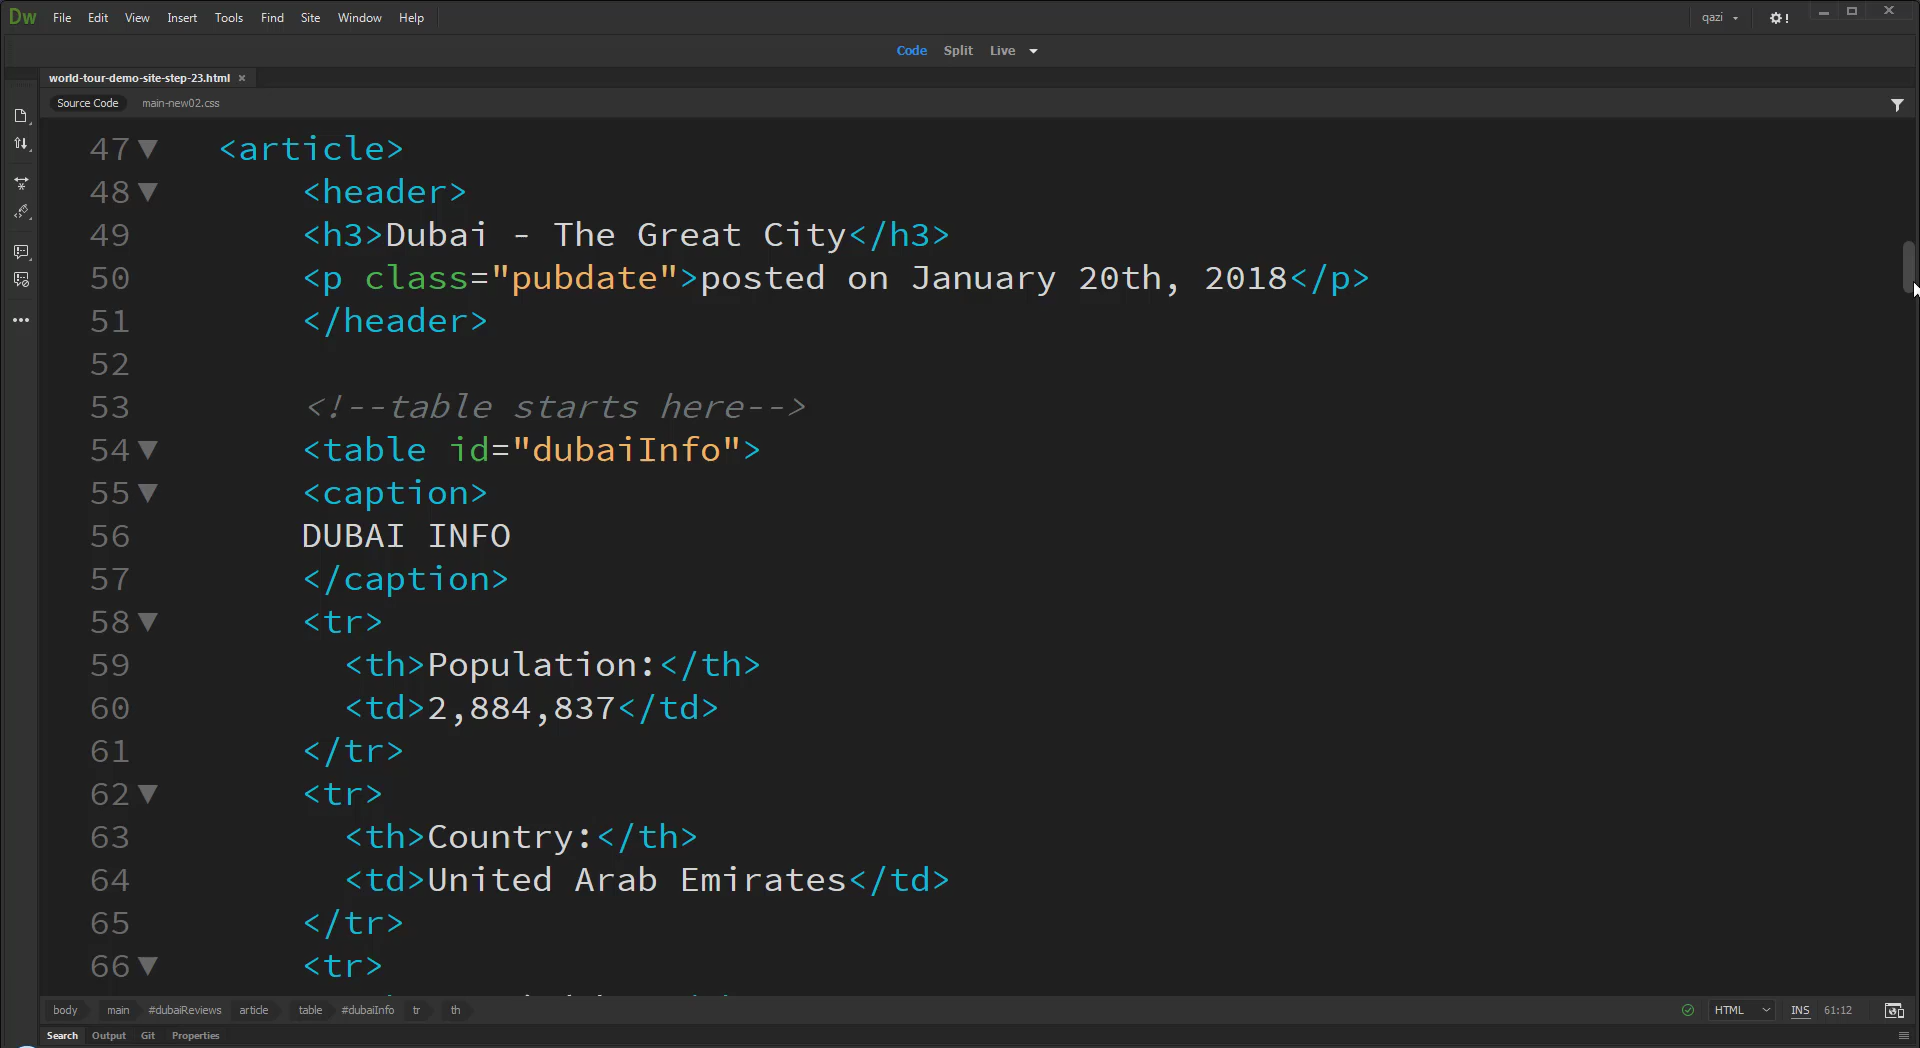 Dw File Edit View Insert Tools Find Site Window Help qazi
Code Split Live
world-tour-demo-site-step-23.html
Source Code main-new02.css
47 <article>
48 <header>
49 <h3>Dubai - The Great City</h3>
50 <p class="pubdate">posted on January 20th, 2018</p>
51 </header>
52
53 <!--table starts here-->
54 <table id="dubaiInfo">
55 <caption>
56 DUBAI INFO
57 </caption>
58 <tr>
59 <th>Population:</th>
60 <td>2,884,837</td>
61 </tr>
62 <tr>
63 <th>Country:</th>
64 <td>United Arab Emirates</td>
65 </tr>
66 <tr>
body main #dubaiReviews article table #dubaiInfo tr th HTML INS 61:12
Search Output Git Properties